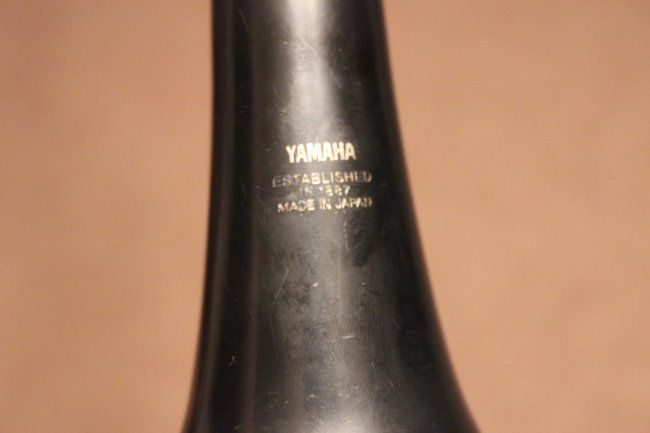 YAMAHA
ESTABLISHED
IN 1887
MADE IN JAPAN